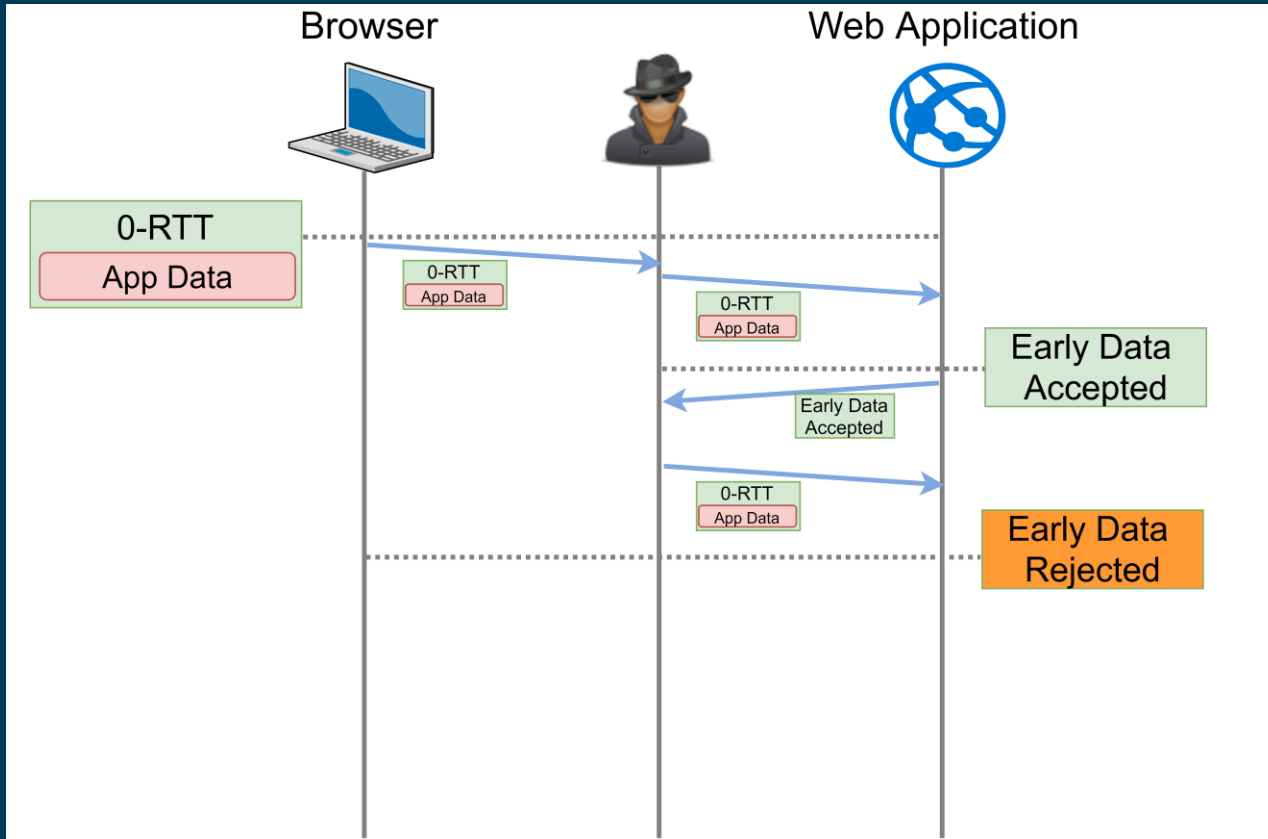 Browser
Web Application
0-RTT
App Data
0-RTT
App Data
0-RTT
App Data
Early Data
Accepted
Early Data
Accepted
0-RTT
App Data
Early Data
Rejected